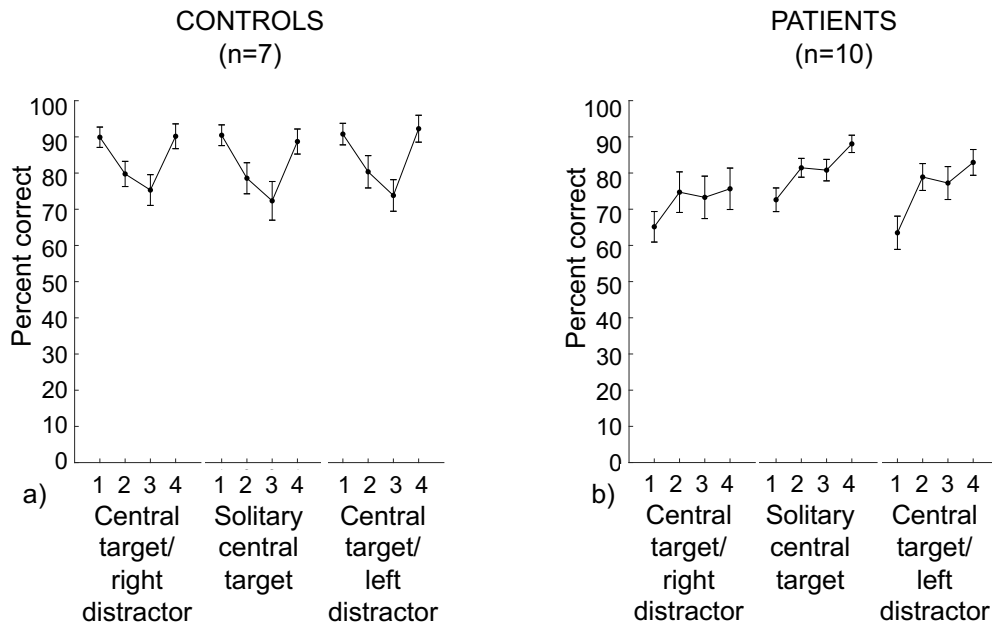 CONTROLS
(n=7)
100
90
80
70
60
50
40
30
20
10
0
Percent correct
1 2 3 4 1 2 3 4 1 2 3 4
a)
Central
target/
right
distractor
Solitary
central
target
Central
target/
left
distractor
PATIENTS
(n=10)
100
90
80
70
60
50
40
30
20
10
0
Percent correct
1 2 3 4 1 2 3 4 1 2 3 4
b)
Central
target/
right
distractor
Solitary
central
target
Central
target/
left
distractor